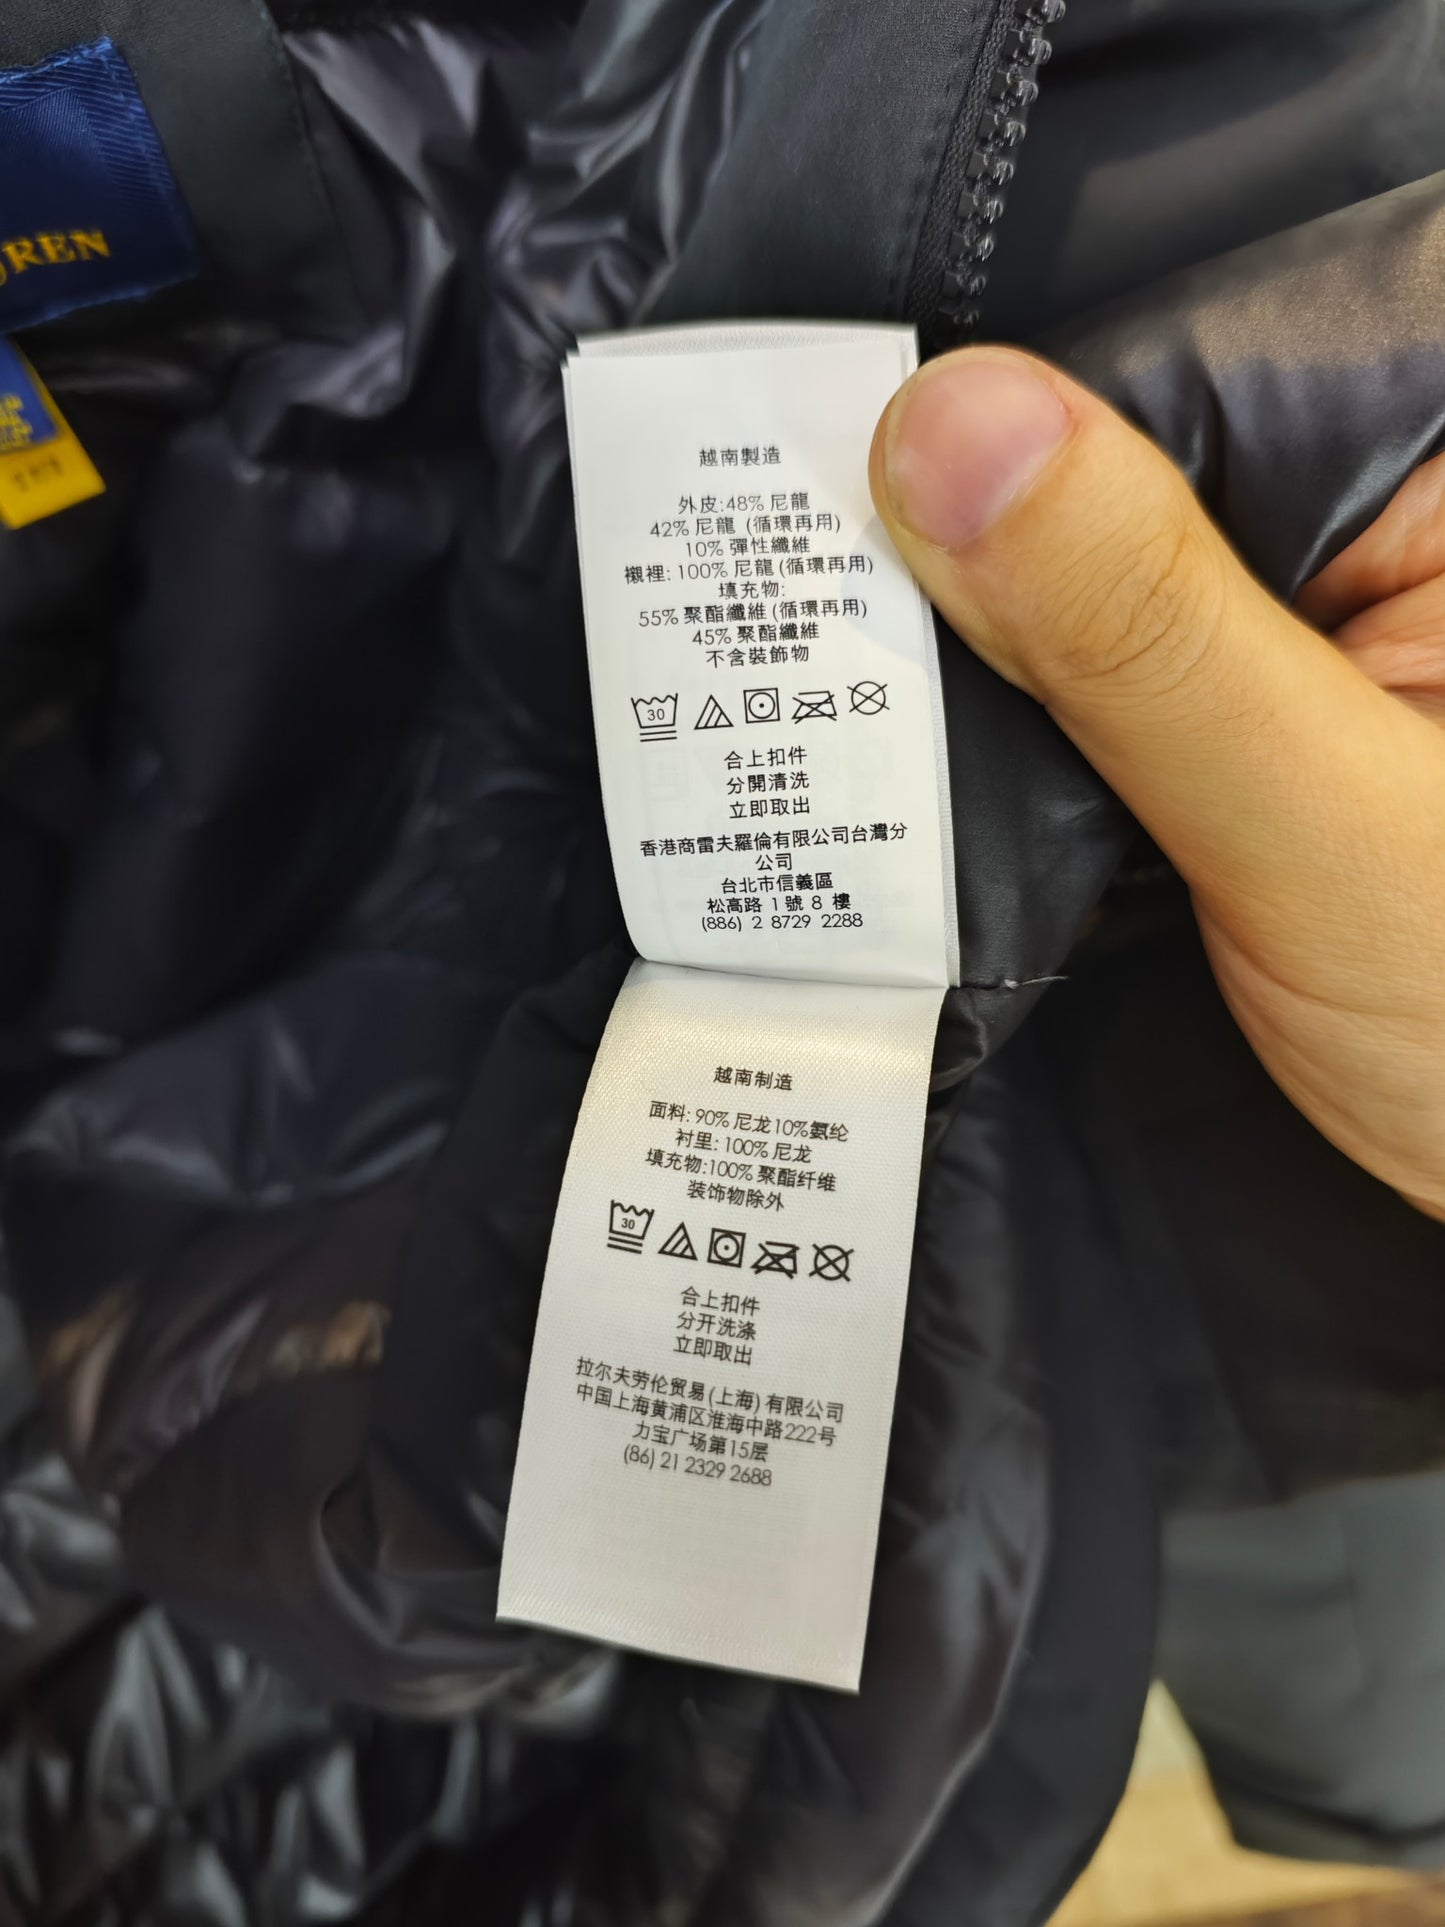 越南製造
外皮:48% 尼龍
42% 尼龍 (循環再用)
10% 彈性纖維
襯裡: 100% 尼龍 (循環再用)
填充物:
55% 聚酯纖維 (循環再用)
45% 聚酯纖維
不含裝飾物
30
合上扣件
分開清洗
立即取出
香港商雷夫羅倫有限公司台灣分
公司
台北市信義區
松高路 1 號 8 樓
(886) 2 8729 2288
越南制造
面料: 90% 尼龙10%氨纶
衬里: 100% 尼龙
填充物:100% 聚酯纤维
装饰物除外
30
合上扣件
分开洗涤
立即取出
拉尔夫劳伦贸易 (上海) 有限公司
中国上海黄浦区淮海中路222号
力宝广场第15层
(86) 21 2329 2688